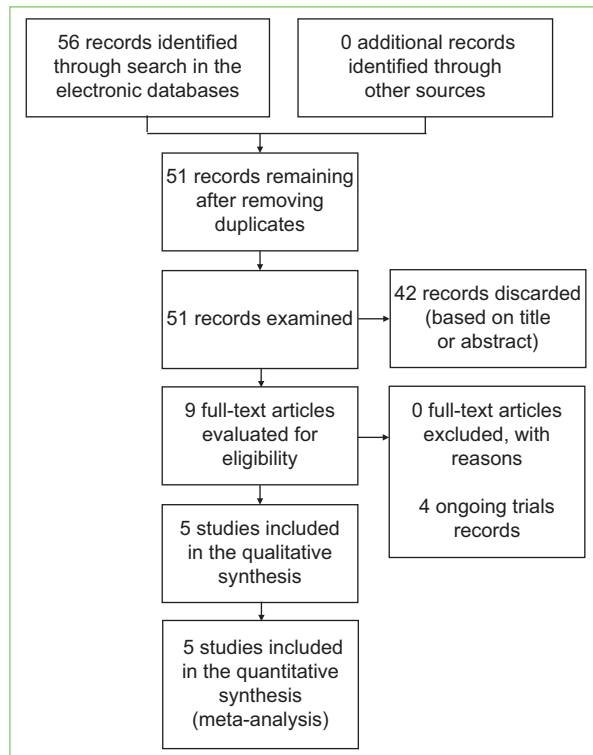 56 records identified
through search in the
electronic databases
0 additional records
identified through
other sources
51 records remaining
after removing
duplicates
51 records examined
42 records discarded
(based on title
or abstract)
9 full-text articles
evaluated for
eligibility
0 full-text articles
excluded, with
reasons
4 ongoing trials
records
5 studies included
in the qualitative
synthesis
5 studies included
in the quantitative
synthesis
(meta-analysis)